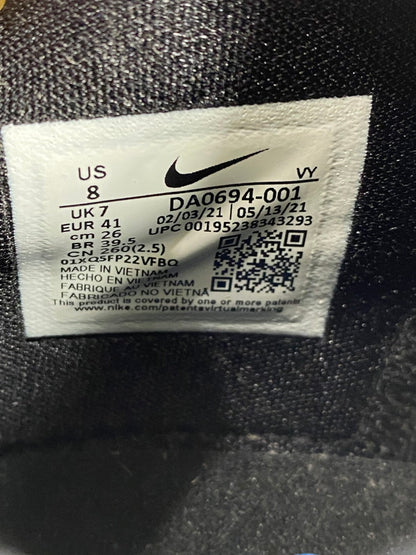 US
8
VY
DA0694-001
UK 7
02/03/21 | 05/13/21
EUR 41
UPC 00195238343293
cm 26
BR 39.5
CN 260(2.5)
01XQ5FP22VFBQ
MADE IN VIETNAM
HECHO EN VIETNAM
FABRIQUE AU VIETNAM
FABRICADO NO VIETNÃ
This product is covered by one or more patents
www.nike.com/patentsvirtualmarking